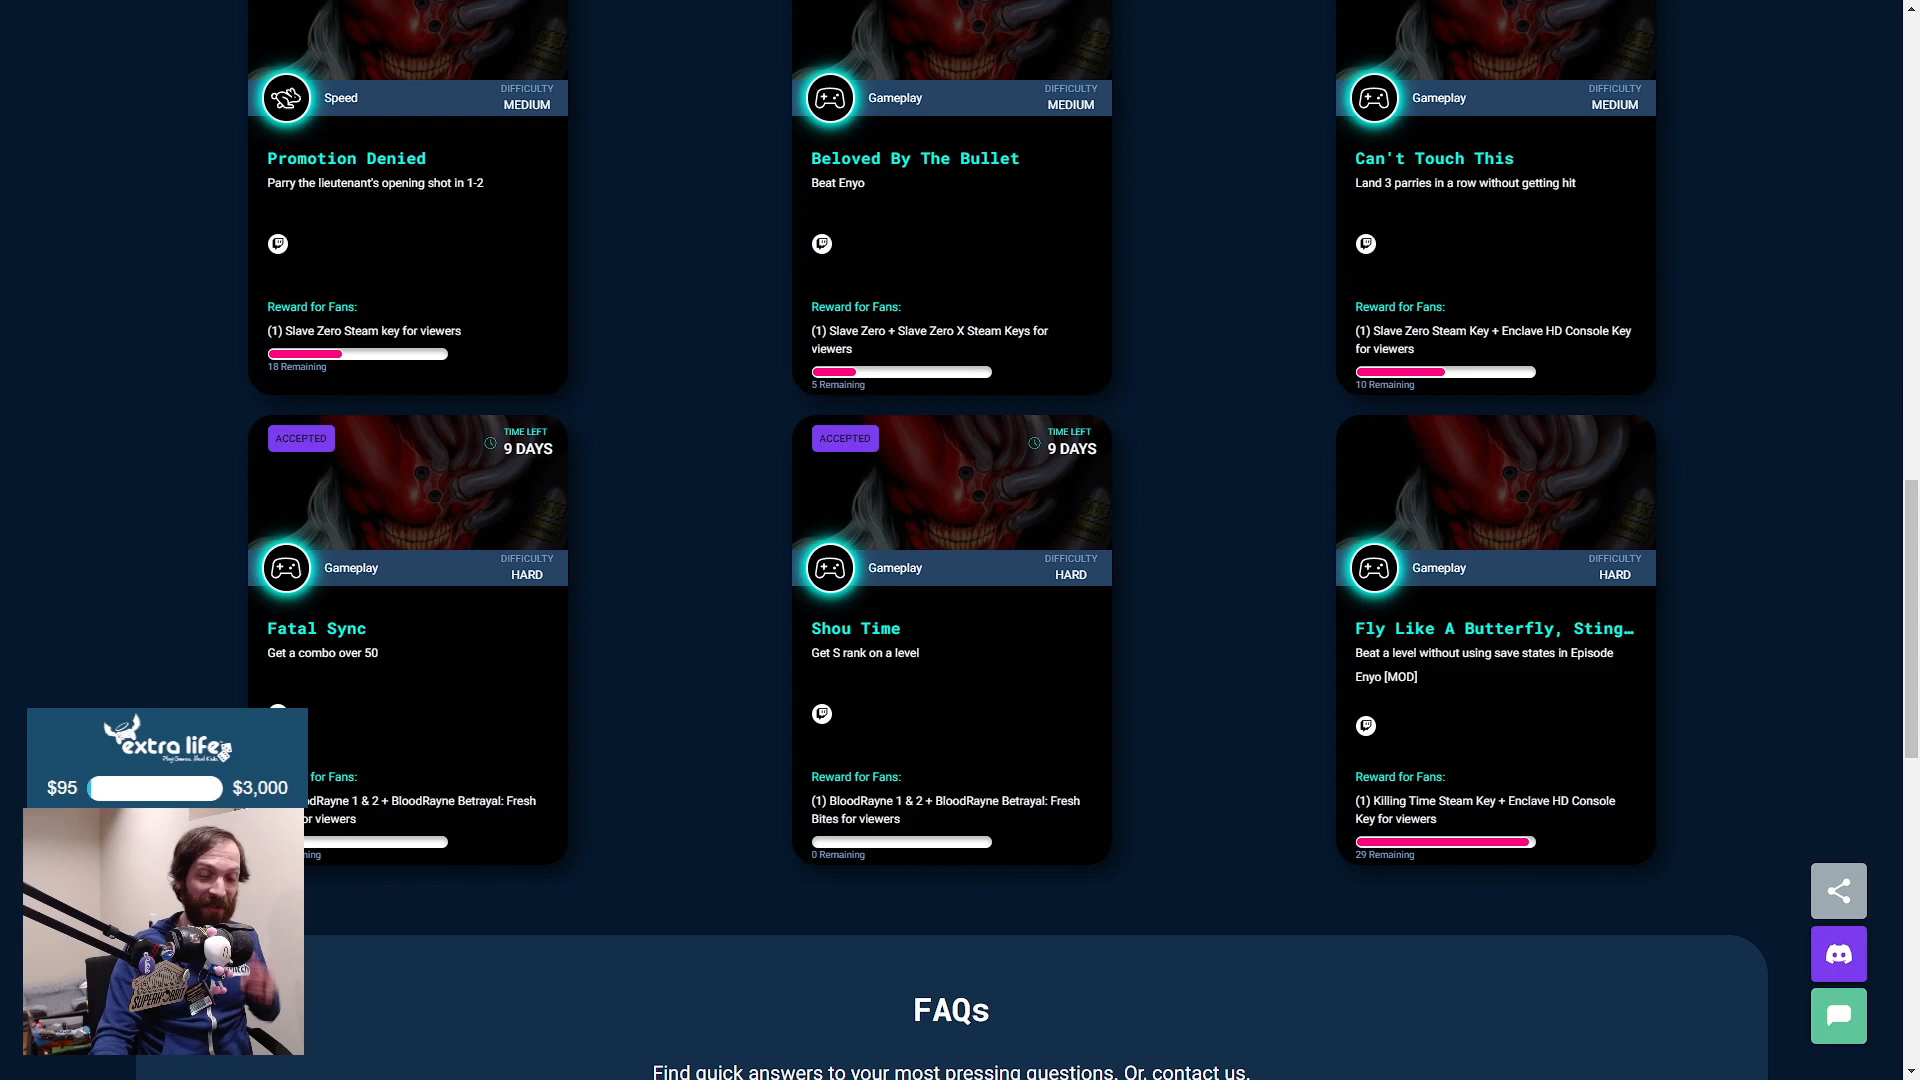 Speed
DIFFICULTY
MEDIUM
Promotion Denied
Parry the lieutenant's opening shot in 1-2
Reward for Fans:
(1) Slave Zero Steam key for viewers
18 Remaining
Gameplay
DIFFICULTY
MEDIUM
Beloved By The Bullet
Beat Enyo
Reward for Fans:
(1) Slave Zero + Slave Zero X Steam Keys for
viewers
5 Remaining
Gameplay
DIFFICULTY
MEDIUM
Can't Touch This
Land 3 parries in a row without getting hit
Reward for Fans:
(1) Slave Zero Steam Key + Enclave HD Console Key
for viewers
10 Remaining
ACCEPTED
TIME LEFT
9 DAYS
Gameplay
DIFFICULTY
HARD
Fatal Sync
Get a combo over 50
for Fans:
dRayne 1 & 2 + BloodRayne Betrayal: Fresh
or viewers
ning
ACCEPTED
TIME LEFT
9 DAYS
Gameplay
DIFFICULTY
HARD
Shou Time
Get S rank on a level
Reward for Fans:
(1) BloodRayne 1 & 2 + BloodRayne Betrayal: Fresh
Bites for viewers
0 Remaining
Gameplay
DIFFICULTY
HARD
Fly Like A Butterfly, Sting…
Beat a level without using save states in Episode
Enyo [MOD]
Reward for Fans:
(1) Killing Time Steam Key + Enclave HD Console
Key for viewers
29 Remaining
extra life
Play Games. Heal Kids.
$95
$3,000
SUPERHOT
FAQs
Find quick answers to your most pressing questions. Or, contact us.